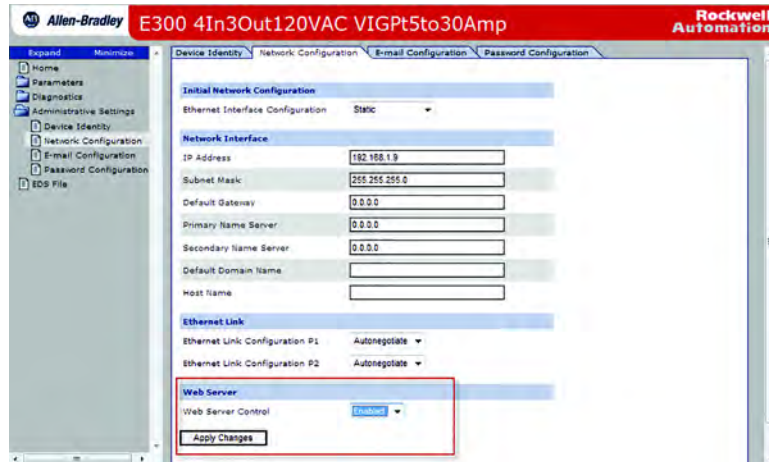 AB Allen-Bradley E300 4In3Out120VAC VIGPt5to30Amp Rockwell Automation
Expand Minimize
Home
Parameters
Diagnostics
Administrative Settings
Device Identity
Network Configuration
E-mail Configuration
Password Configuration
EDS File
Device Identity Network Configuration E-mail Configuration Password Configuration
Initial Network Configuration
Ethernet Interface Configuration Static
Network Interface
IP Address 192.168.1.9
Subnet Mask 255.255.255.0
Default Gateway 0.0.0.0
Primary Name Server 0.0.0.0
Secondary Name Server 0.0.0.0
Default Domain Name
Host Name
Ethernet Link
Ethernet Link Configuration P1 Autonegotiate
Ethernet Link Configuration P2 Autonegotiate
Web Server
Web Server Control Enabled
Apply Changes